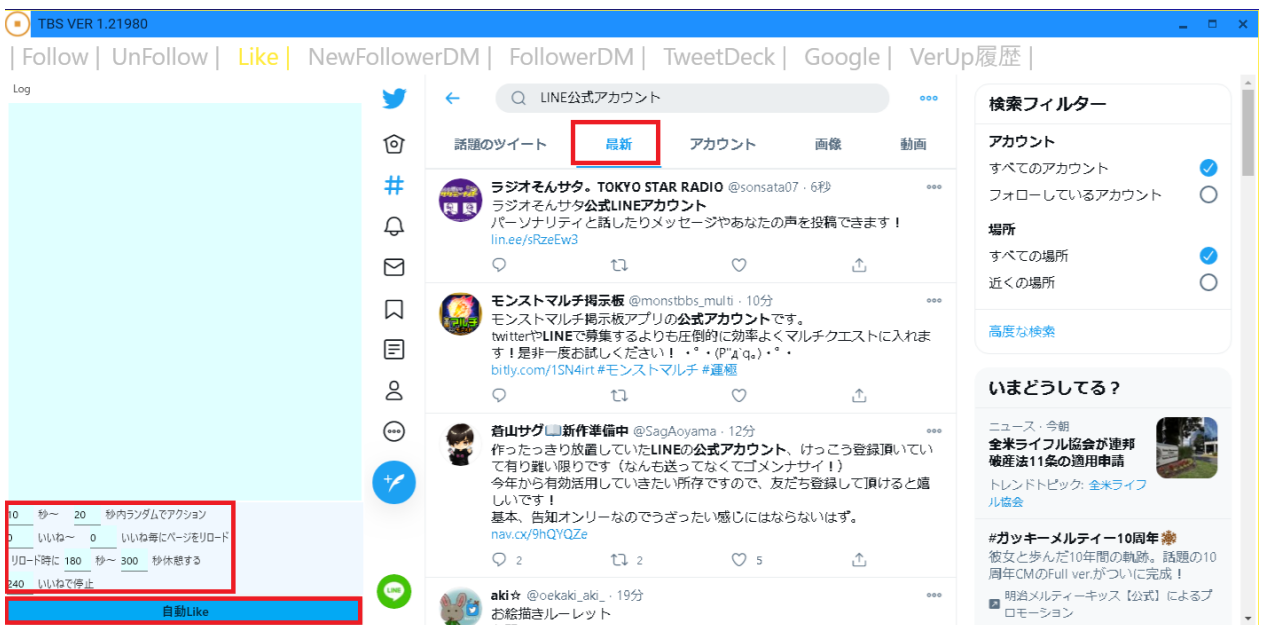 TBS VER 1.21980
| Follow | UnFollow | Like | NewFollowerDM | FollowerDM | TweetDeck | Google | VerUp履歴 |
Log
10 秒～ 20 秒内ランダムでアクション
0 いいね～ 0 いいね毎にページをリロード
リロード時に 180 秒～ 300 秒休憩する
240 いいねで停止
自動Like
LINE
LINE公式アカウント
話題のツイート 最新 アカウント 画像 動画
ラジオそんサタ。TOKYO STAR RADIO @sonsata07 · 6秒
ラジオそんサタ公式LINEアカウント
パーソナリティと話したりメッセージやあなたの声を投稿できます！
lin.ee/sRzeEw3
モンストマルチ掲示板 @monstbbs_multi · 10分
モンストマルチ掲示板アプリの公式アカウントです。
twitterやLINEで募集するよりも圧倒的に効率よくマルチクエストに入れま
す！是非一度お試しください！ ・゜・(P"д`q｡)・゜・
bitly.com/1SN4irt #モンストマルチ #運極
蒼山サグ📖新作準備中 @SagAoyama · 12分
作ったっきり放置していたLINEの公式アカウント、けっこう登録頂いてい
て有り難い限りです（なんも送ってなくてゴメンナサイ！）
今年から有効活用していきたい所存ですので、友だち登録して頂けると嬉
しいです！
基本、告知オンリーなのでうざったい感じにはならないはず。
nav.cx/9hQYQZe
2 2 5
aki☆ @oekaki_aki_ · 19分
お絵描きルーレット
検索フィルター
アカウント
すべてのアカウント
フォローしているアカウント
場所
すべての場所
近くの場所
高度な検索
いまどうしてる？
ニュース · 今朝
全米ライフル協会が連邦
破産法11条の適用申請
トレンドトピック: 全米ライフ
ル協会
#ガッキーメルティー10周年
彼女と歩んだ10年間の軌跡。話題の10
周年CMのFull ver.がついに完成！
明治メルティーキッス【公式】によるプ
ロモーション